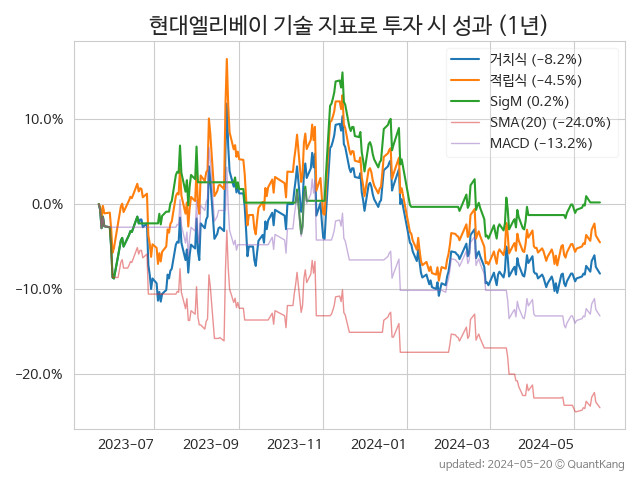 현대엘리베이 기술 지표로 투자 시 성과 (1년)
거치식 (−8.2%)
적립식 (−4.5%)
SigM (0.2%)
SMA(20) (−24.0%)
MACD (−13.2%)
10.0%
0.0%
−10.0%
−20.0%
2023-07 2023-09 2023-11 2024-01 2024-03 2024-05
updated: 2024-05-20 © QuantKang